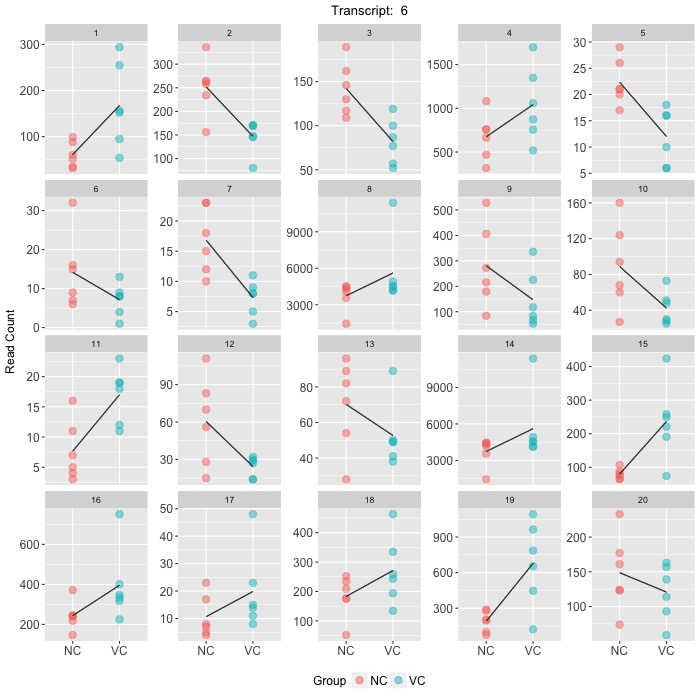 Transcript: 6
1 2 3 4 5
300 200 100
300 250 200 150 100
150 100 50
1500 1000 500
30 25 20 15 10 5
6 7 8 9 10
30 20 10 0
20 15 10 5
9000 6000 3000
500 400 300 200 100
160 120 80 40
Read Count
11 12 13 14 15
20 15 10 5
90 60 30
80 60 40
9000 6000 3000
400 300 200 100
16 17 18 19 20
600 400 200
50 40 30 20 10
400 300 200 100
900 600 300
200 150 100
NC VC NC VC NC VC NC VC NC VC
Group NC VC